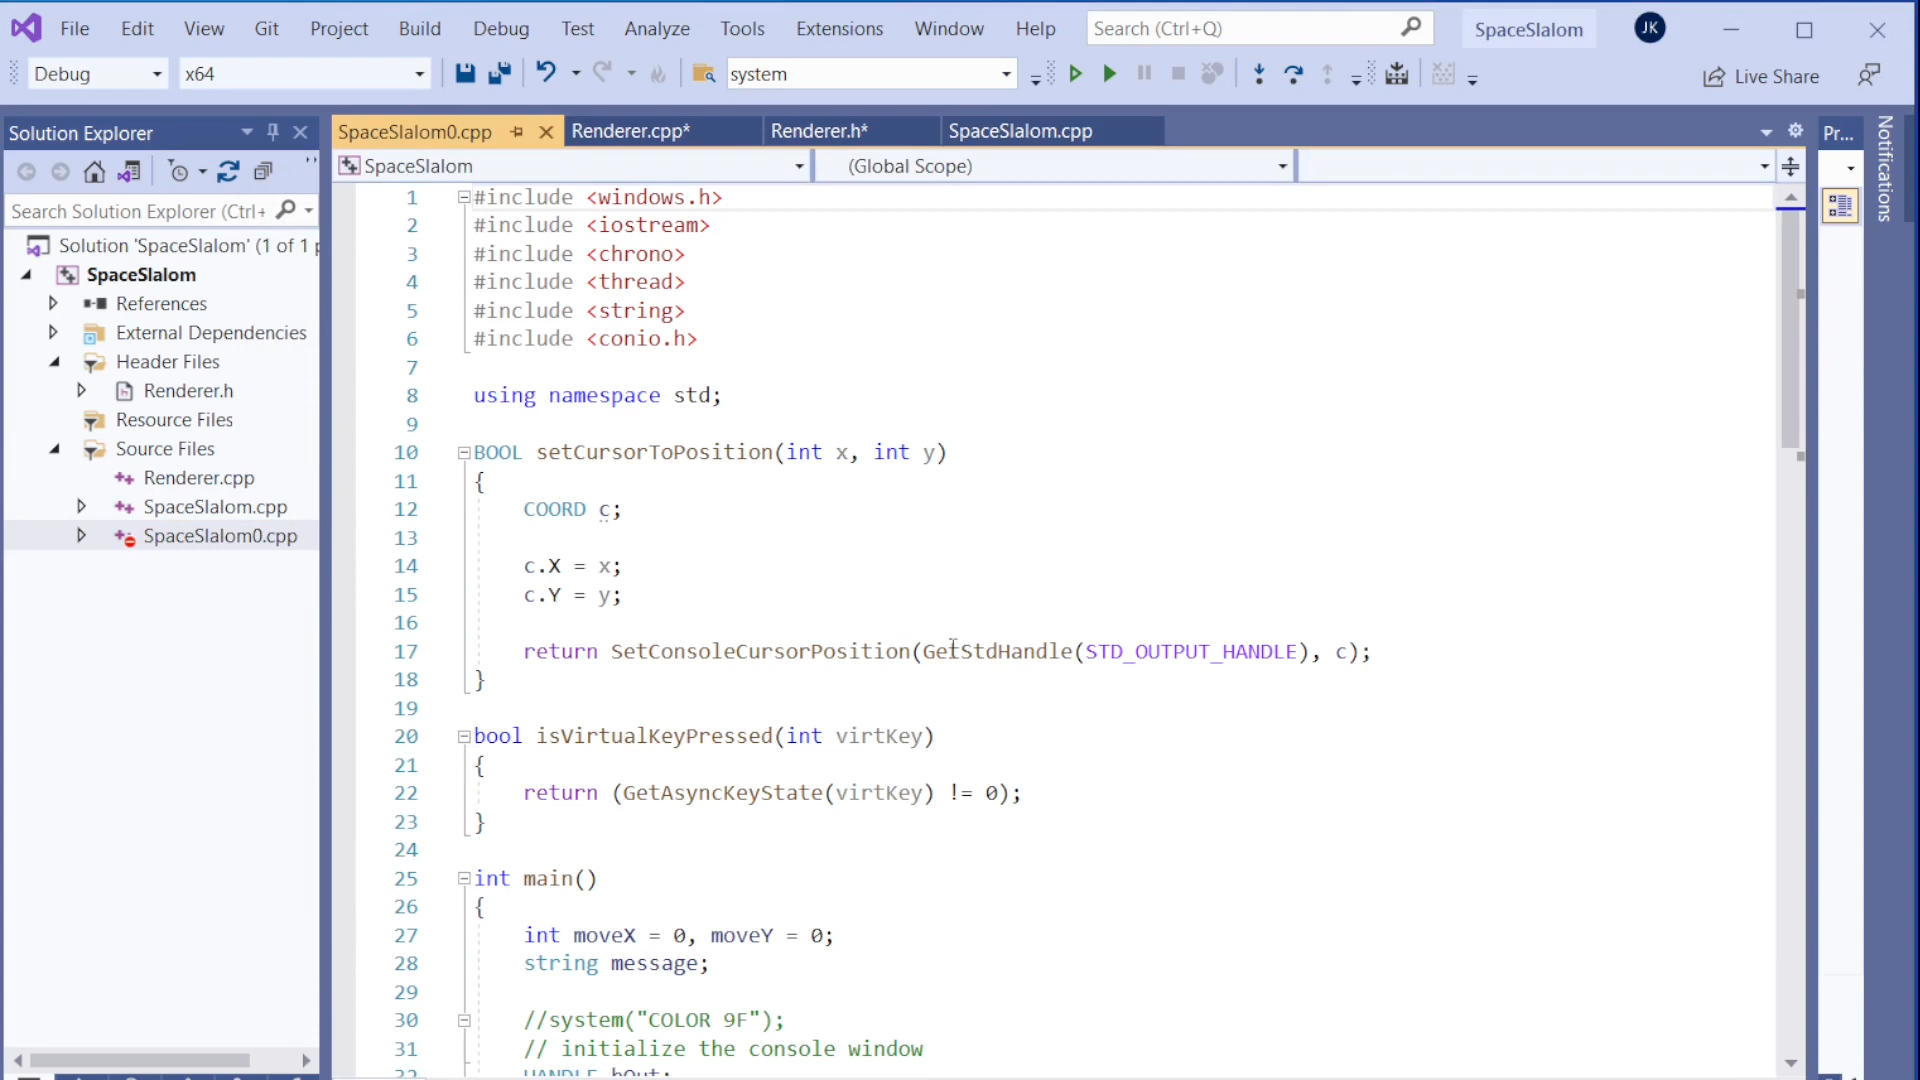 File Edit View Git Project Build Debug Test Analyze Tools Extensions Window Help Search (Ctrl+Q) SpaceSlalom JK
Debug x64 system Live Share
Solution Explorer
SpaceSlalom0.cpp Renderer.cpp* Renderer.h* SpaceSlalom.cpp Pr...
SpaceSlalom (Global Scope)
Notifications
Search Solution Explorer (Ctrl+
Solution 'SpaceSlalom' (1 of 1 p
SpaceSlalom
References
External Dependencies
Header Files
Renderer.h
Resource Files
Source Files
Renderer.cpp
SpaceSlalom.cpp
SpaceSlalom0.cpp
1 #include <windows.h>
2 #include <iostream>
3 #include <chrono>
4 #include <thread>
5 #include <string>
6 #include <conio.h>
7
8 using namespace std;
9
10 BOOL setCursorToPosition(int x, int y)
11 {
12 COORD c;
13
14 c.X = x;
15 c.Y = y;
16
17 return SetConsoleCursorPosition(GetStdHandle(STD_OUTPUT_HANDLE), c);
18 }
19
20 bool isVirtualKeyPressed(int virtKey)
21 {
22 return (GetAsyncKeyState(virtKey) != 0);
23 }
24
25 int main()
26 {
27 int moveX = 0, moveY = 0;
28 string message;
29
30 //system("COLOR 9F");
31 // initialize the console window
32 HANDLE hOut;